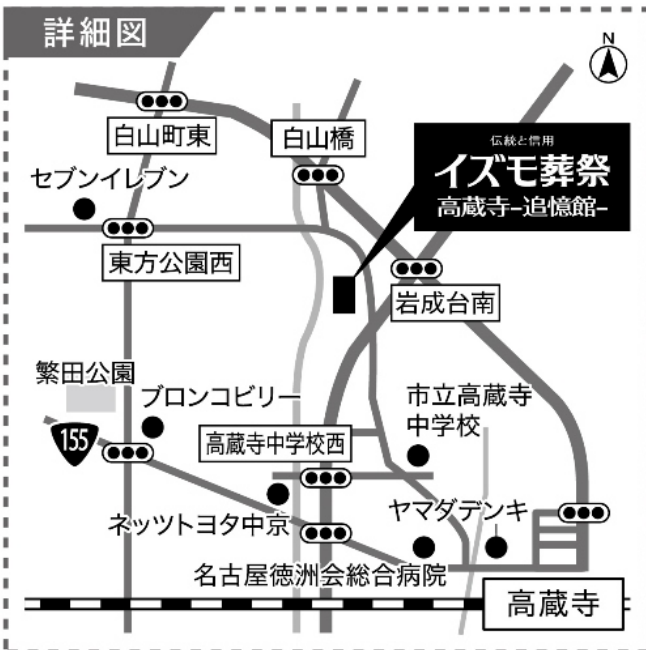 詳細図
N
白山町東
白山橋
伝統と信用
イズモ葬祭
高蔵寺-追憶館-
セブンイレブン
東方公園西
岩成台南
繁田公園
ブロンコビリー
市立高蔵寺
中学校
155
高蔵寺中学校西
ネッツトヨタ中京
ヤマダデンキ
名古屋徳洲会総合病院
高蔵寺